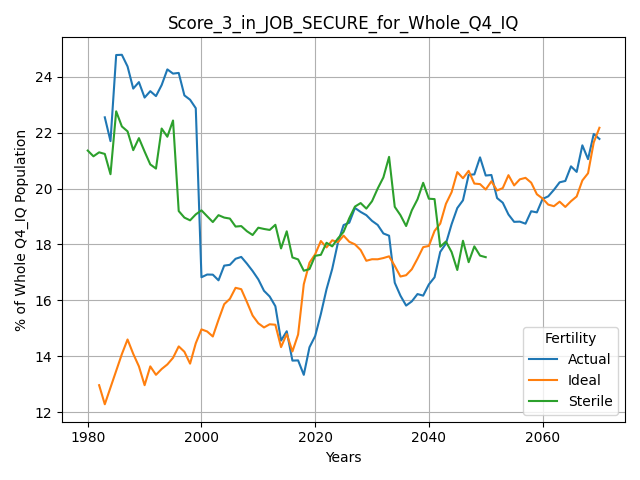 Score_3_in_JOB_SECURE_for_Whole_Q4_IQ
% of Whole Q4_IQ Population
24
22
20
18
16
14
12
1980 2000 2020 2040 2060
Years
Fertility
Actual
Ideal
Sterile